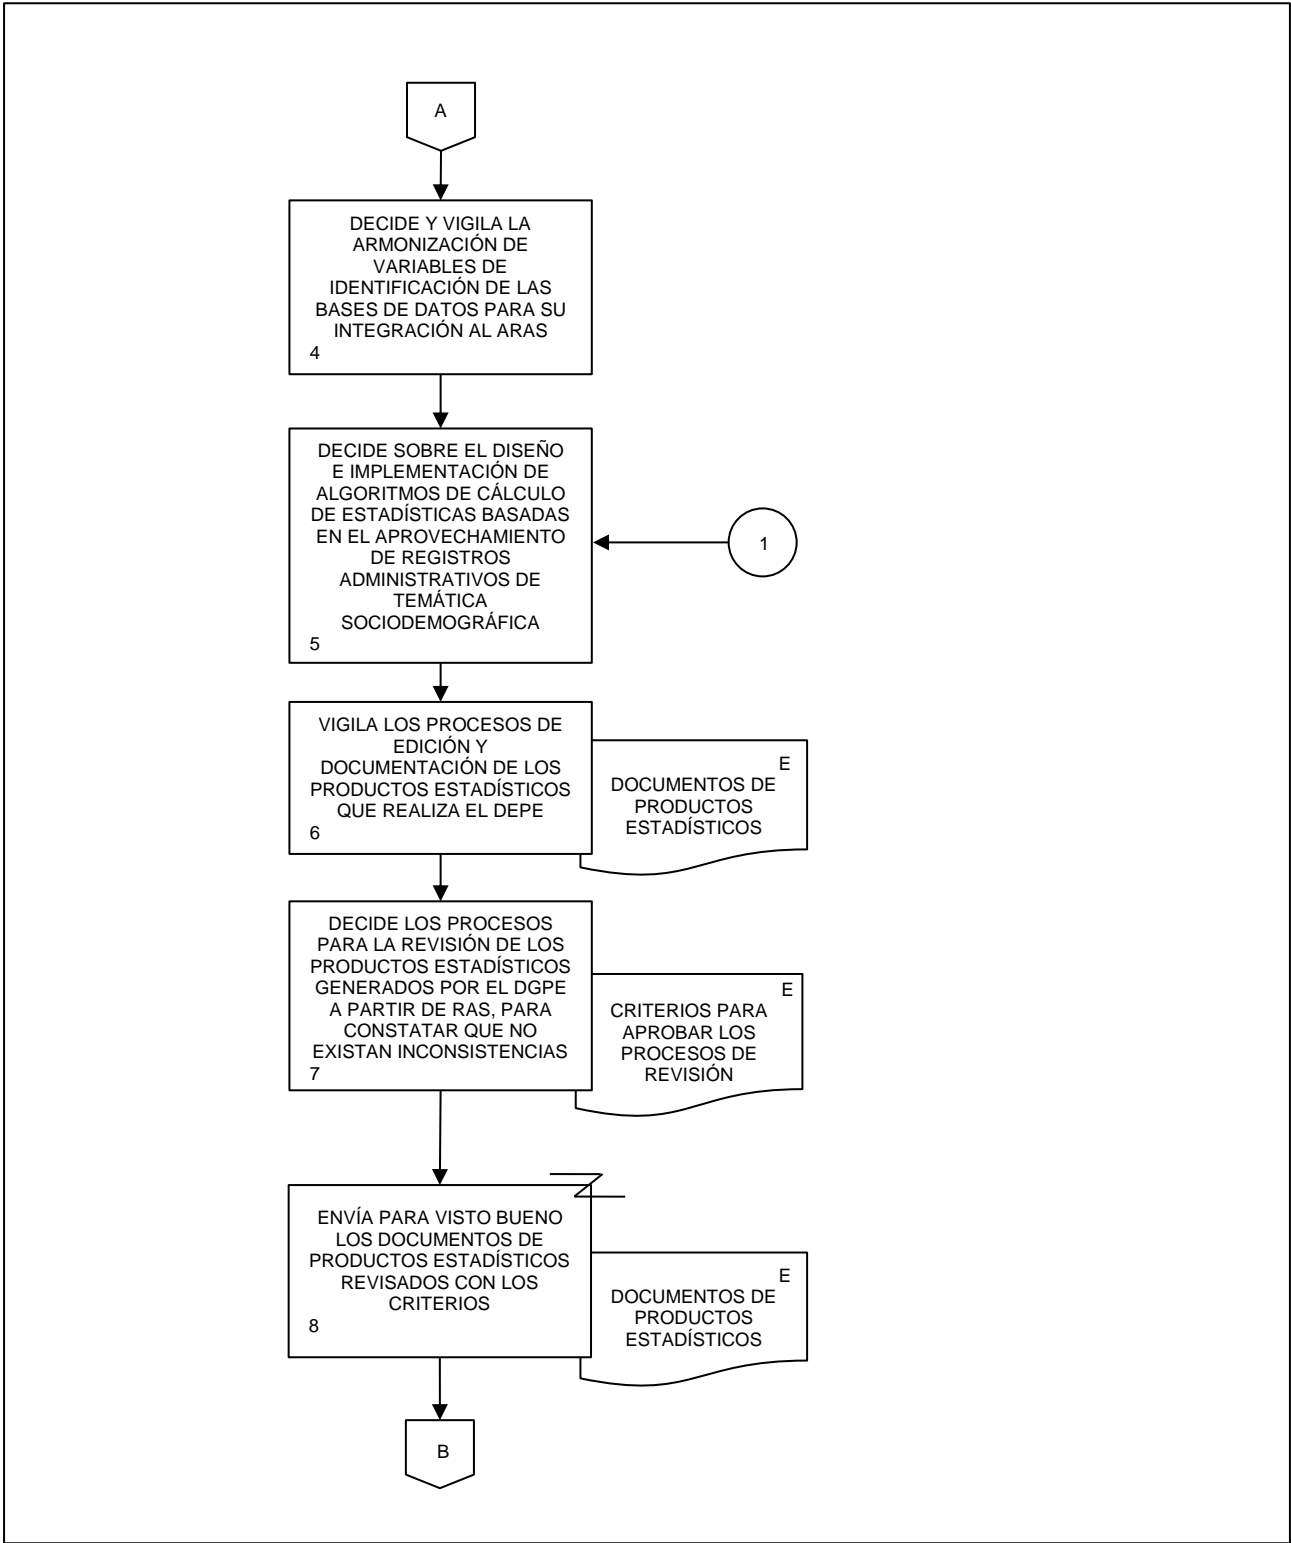 A
DECIDE Y VIGILA LA
ARMONIZACIÓN DE
VARIABLES DE
IDENTIFICACIÓN DE LAS
BASES DE DATOS PARA SU
INTEGRACIÓN AL ARAS
4
DECIDE SOBRE EL DISEÑO
E IMPLEMENTACIÓN DE
ALGORITMOS DE CÁLCULO
DE ESTADÍSTICAS BASADAS
EN EL APROVECHAMIENTO
DE REGISTROS
ADMINISTRATIVOS DE
TEMÁTICA
SOCIODEMOGRÁFICA
5
1
VIGILA LOS PROCESOS DE
EDICIÓN Y
DOCUMENTACIÓN DE LOS
PRODUCTOS ESTADÍSTICOS
QUE REALIZA EL DEPE
6
E
DOCUMENTOS DE
PRODUCTOS
ESTADÍSTICOS
DECIDE LOS PROCESOS
PARA LA REVISIÓN DE LOS
PRODUCTOS ESTADÍSTICOS
GENERADOS POR EL DGPE
A PARTIR DE RAS, PARA
CONSTATAR QUE NO
EXISTAN INCONSISTENCIAS
7
E
CRITERIOS PARA
APROBAR LOS
PROCESOS DE
REVISIÓN
ENVÍA PARA VISTO BUENO
LOS DOCUMENTOS DE
PRODUCTOS ESTADÍSTICOS
REVISADOS CON LOS
CRITERIOS
8
E
DOCUMENTOS DE
PRODUCTOS
ESTADÍSTICOS
B